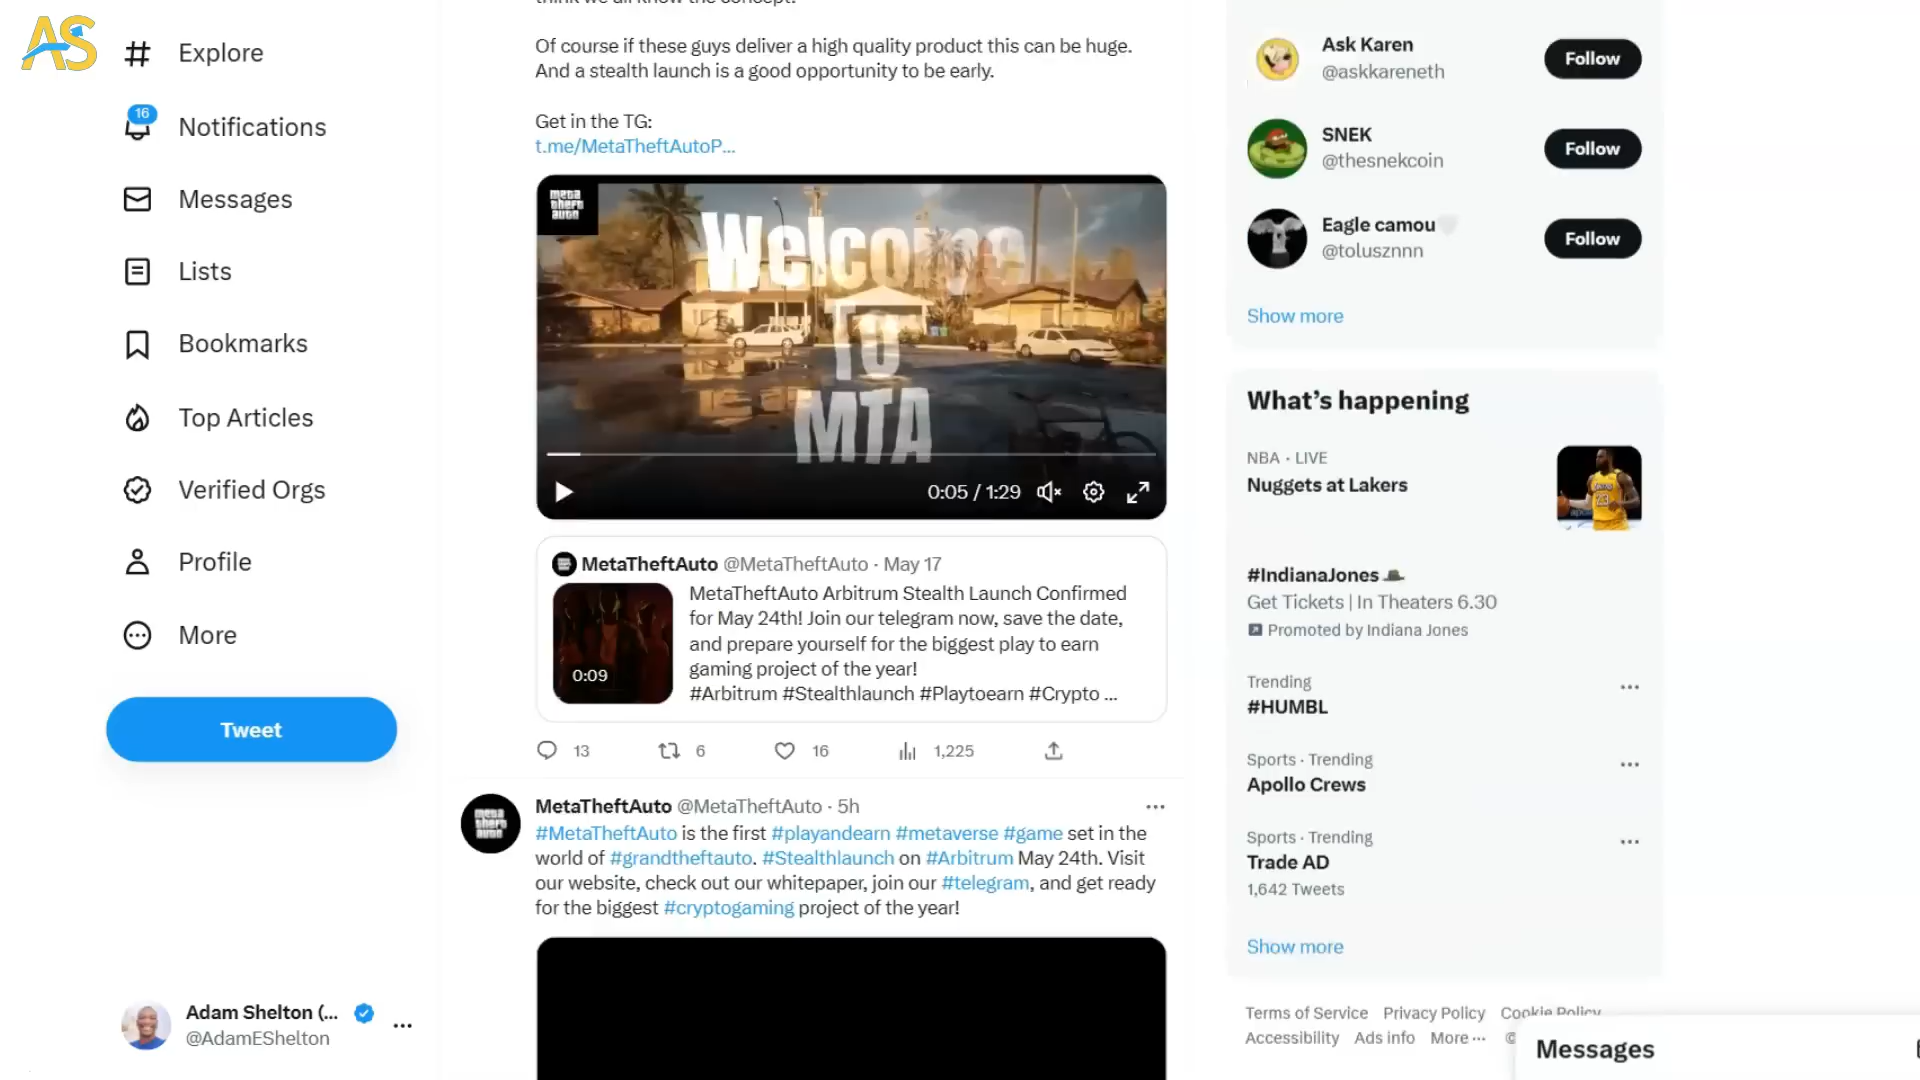 AS
Explore
16
Notifications
Messages
Lists
Bookmarks
Top Articles
Verified Orgs
Profile
More
Tweet
Adam Shelton (...
@AdamEShelton
think we all know the concept.
Of course if these guys deliver a high quality product this can be huge.
And a stealth launch is a good opportunity to be early.
Get in the TG:
t.me/MetaTheftAutoP...
meta
theft
auto
Welcome
To
MTA
0:05 / 1:29
MetaTheftAuto @MetaTheftAuto · May 17
0:09
MetaTheftAuto Arbitrum Stealth Launch Confirmed
for May 24th! Join our telegram now, save the date,
and prepare yourself for the biggest play to earn
gaming project of the year!
#Arbitrum #Stealthlaunch #Playtoearn #Crypto ...
13
6
16
1,225
meta
theft
auto
MetaTheftAuto @MetaTheftAuto · 5h
#MetaTheftAuto is the first #playandearn #metaverse #game set in the
world of #grandtheftauto. #Stealthlaunch on #Arbitrum May 24th. Visit
our website, check out our whitepaper, join our #telegram, and get ready
for the biggest #cryptogaming project of the year!
Ask Karen
@askkareneth
Follow
SNEK
@thesnekcoin
Follow
Eagle camou
@tolusznnn
Follow
Show more
What's happening
NBA · LIVE
Nuggets at Lakers
#IndianaJones
Get Tickets | In Theaters 6.30
Promoted by Indiana Jones
Trending
#HUMBL
Sports · Trending
Apollo Crews
Sports · Trending
Trade AD
1,642 Tweets
Show more
Terms of Service Privacy Policy Cookie Policy
Accessibility Ads info More ... ©
Messages